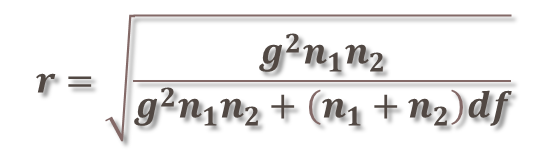 r = √(g²n₁n₂ / (g²n₁n₂ + (n₁ + n₂)df))